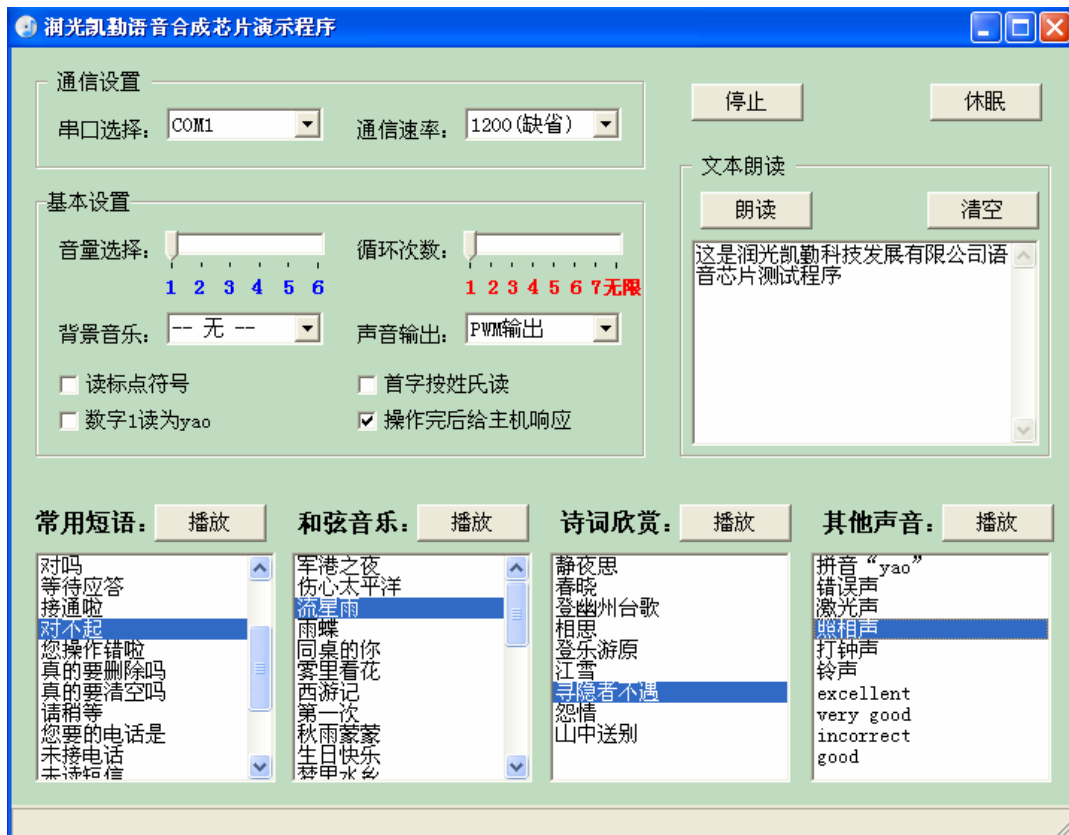 润光凯勤语音合成芯片演示程序
通信设置
串口选择： COM1 通信速率： 1200(缺省)
停止 休眠
基本设置
音量选择： 循环次数：
1 2 3 4 5 6 1 2 3 4 5 6 7无限
背景音乐： -- 无 -- 声音输出： PWM输出
读标点符号 首字按姓氏读
数字1读为yao 操作完后给主机响应
文本朗读
朗读 清空
这是润光凯勤科技发展有限公司语
音芯片测试程序
常用短语： 播放
对吗
等待应答
接通啦
对不起
您操作错啦
真的要删除吗
真的要清空吗
请稍等
您要的电话是
未接电话
未读短信
和弦音乐： 播放
军港之夜
伤心太平洋
流星雨
雨蝶
同桌的你
雾里看花
西游记
第一次
秋雨蒙蒙
生日快乐
梦里水乡
诗词欣赏： 播放
静夜思
春晓
登幽州台歌
相思
登乐游原
江雪
寻隐者不遇
怨情
山中送别
其他声音： 播放
拼音“yao”
错误声
激光声
照相声
打钟声
铃声
excellent
very good
incorrect
good